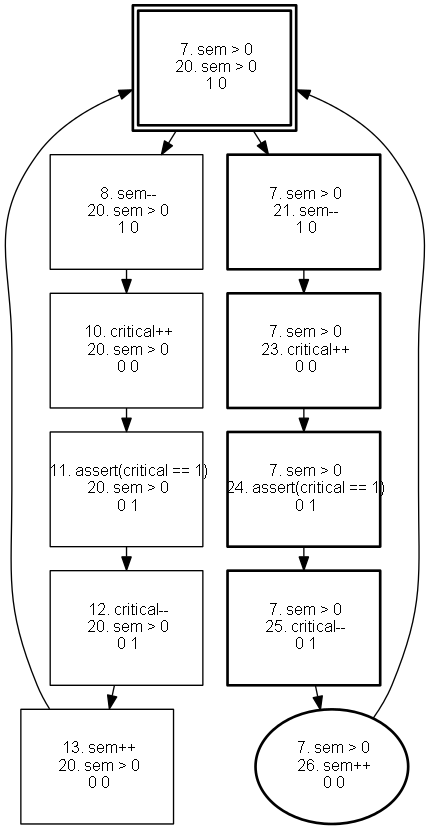 7. sem > 0
20. sem > 0
1 0
8. sem--
20. sem > 0
1 0
10. critical++
20. sem > 0
0 0
11. assert(critical == 1)
20. sem > 0
0 1
12. critical--
20. sem > 0
0 1
13. sem++
20. sem > 0
0 0
7. sem > 0
21. sem--
1 0
7. sem > 0
23. critical++
0 0
7. sem > 0
24. assert(critical == 1)
0 1
7. sem > 0
25. critical--
0 1
7. sem > 0
26. sem++
0 0